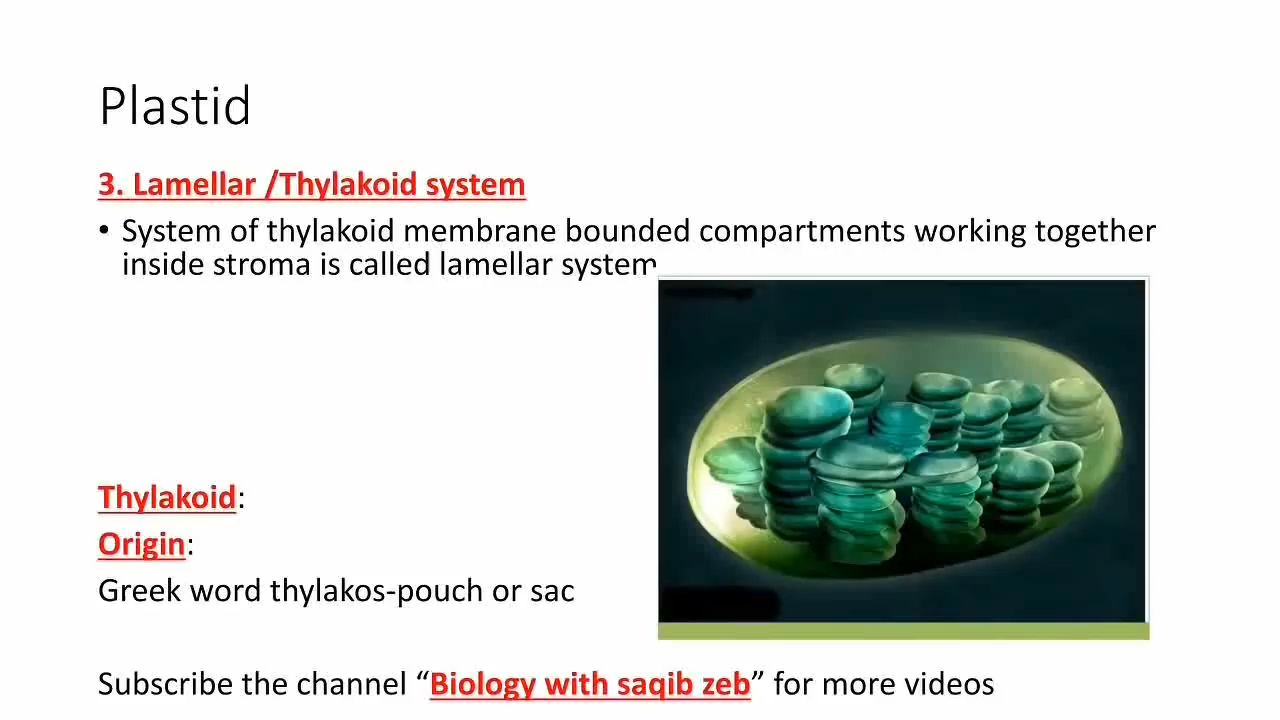 Plastid
3. Lamellar /Thylakoid system
• System of thylakoid membrane bounded compartments working together
inside stroma is called lamellar system
Thylakoid:
Origin:
Greek word thylakos-pouch or sac
Subscribe the channel “Biology with saqib zeb” for more videos